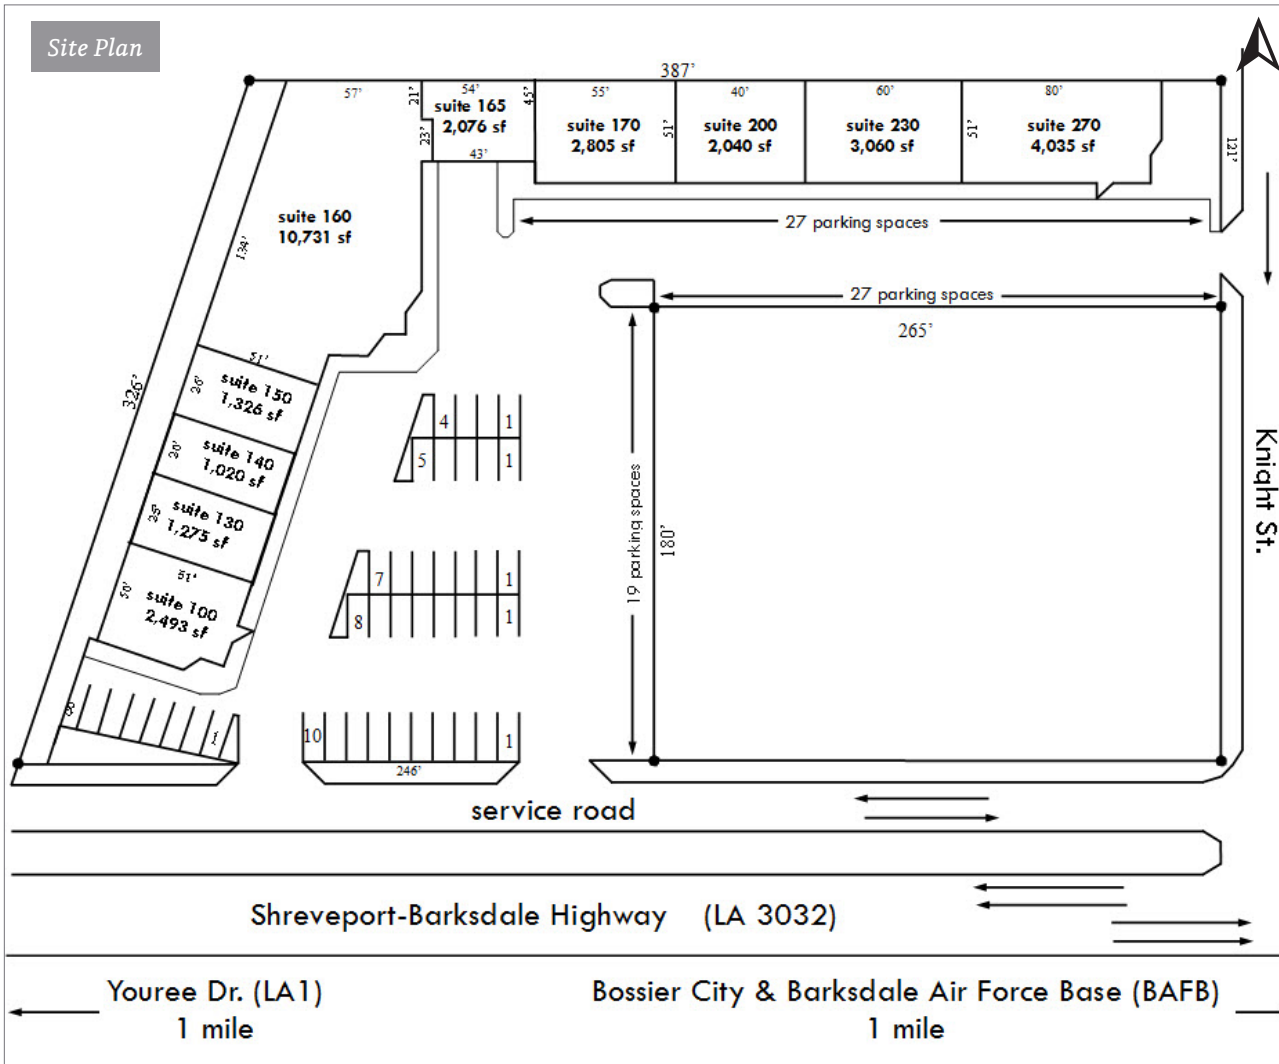 Site Plan
387'
57'
21'
54'
45'
suite 165
2,076 sf
23'
43'
55'
suite 170
2,805 sf
51'
40'
suite 200
2,040 sf
60'
suite 230
3,060 sf
51'
80'
suite 270
4,035 sf
121'
suite 160
10,731 sf
134'
27 parking spaces
27 parking spaces
265'
326'
51'
26'
suite 150
1,326 sf
20'
suite 140
1,020 sf
25'
suite 130
1,275 sf
51'
50'
suite 100
2,493 sf
4
1
5
1
7
1
8
1
19 parking spaces
180'
Knight St.
8
1
10
1
246'
service road
Shreveport-Barksdale Highway (LA 3032)
Youree Dr. (LA1)
1 mile
Bossier City & Barksdale Air Force Base (BAFB)
1 mile